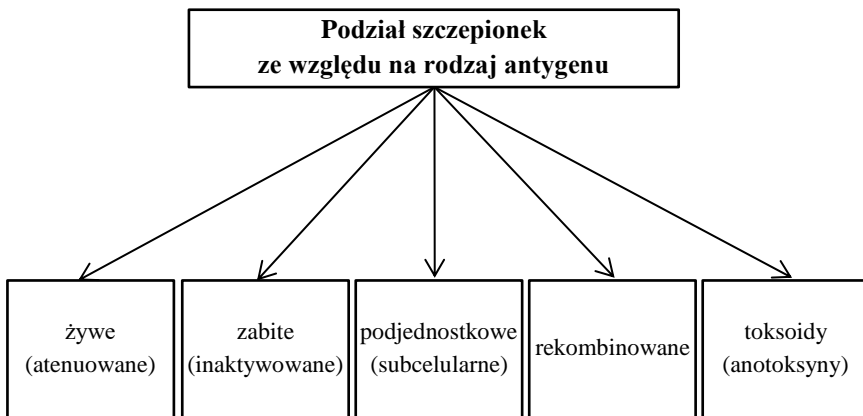 Podział szczepionek
ze względu na rodzaj antygenu
żywe
(atenuowane)
zabite
(inaktywowane)
podjednostkowe
(subcelularne)
rekombinowane
toksoidy
(anotoksyny)